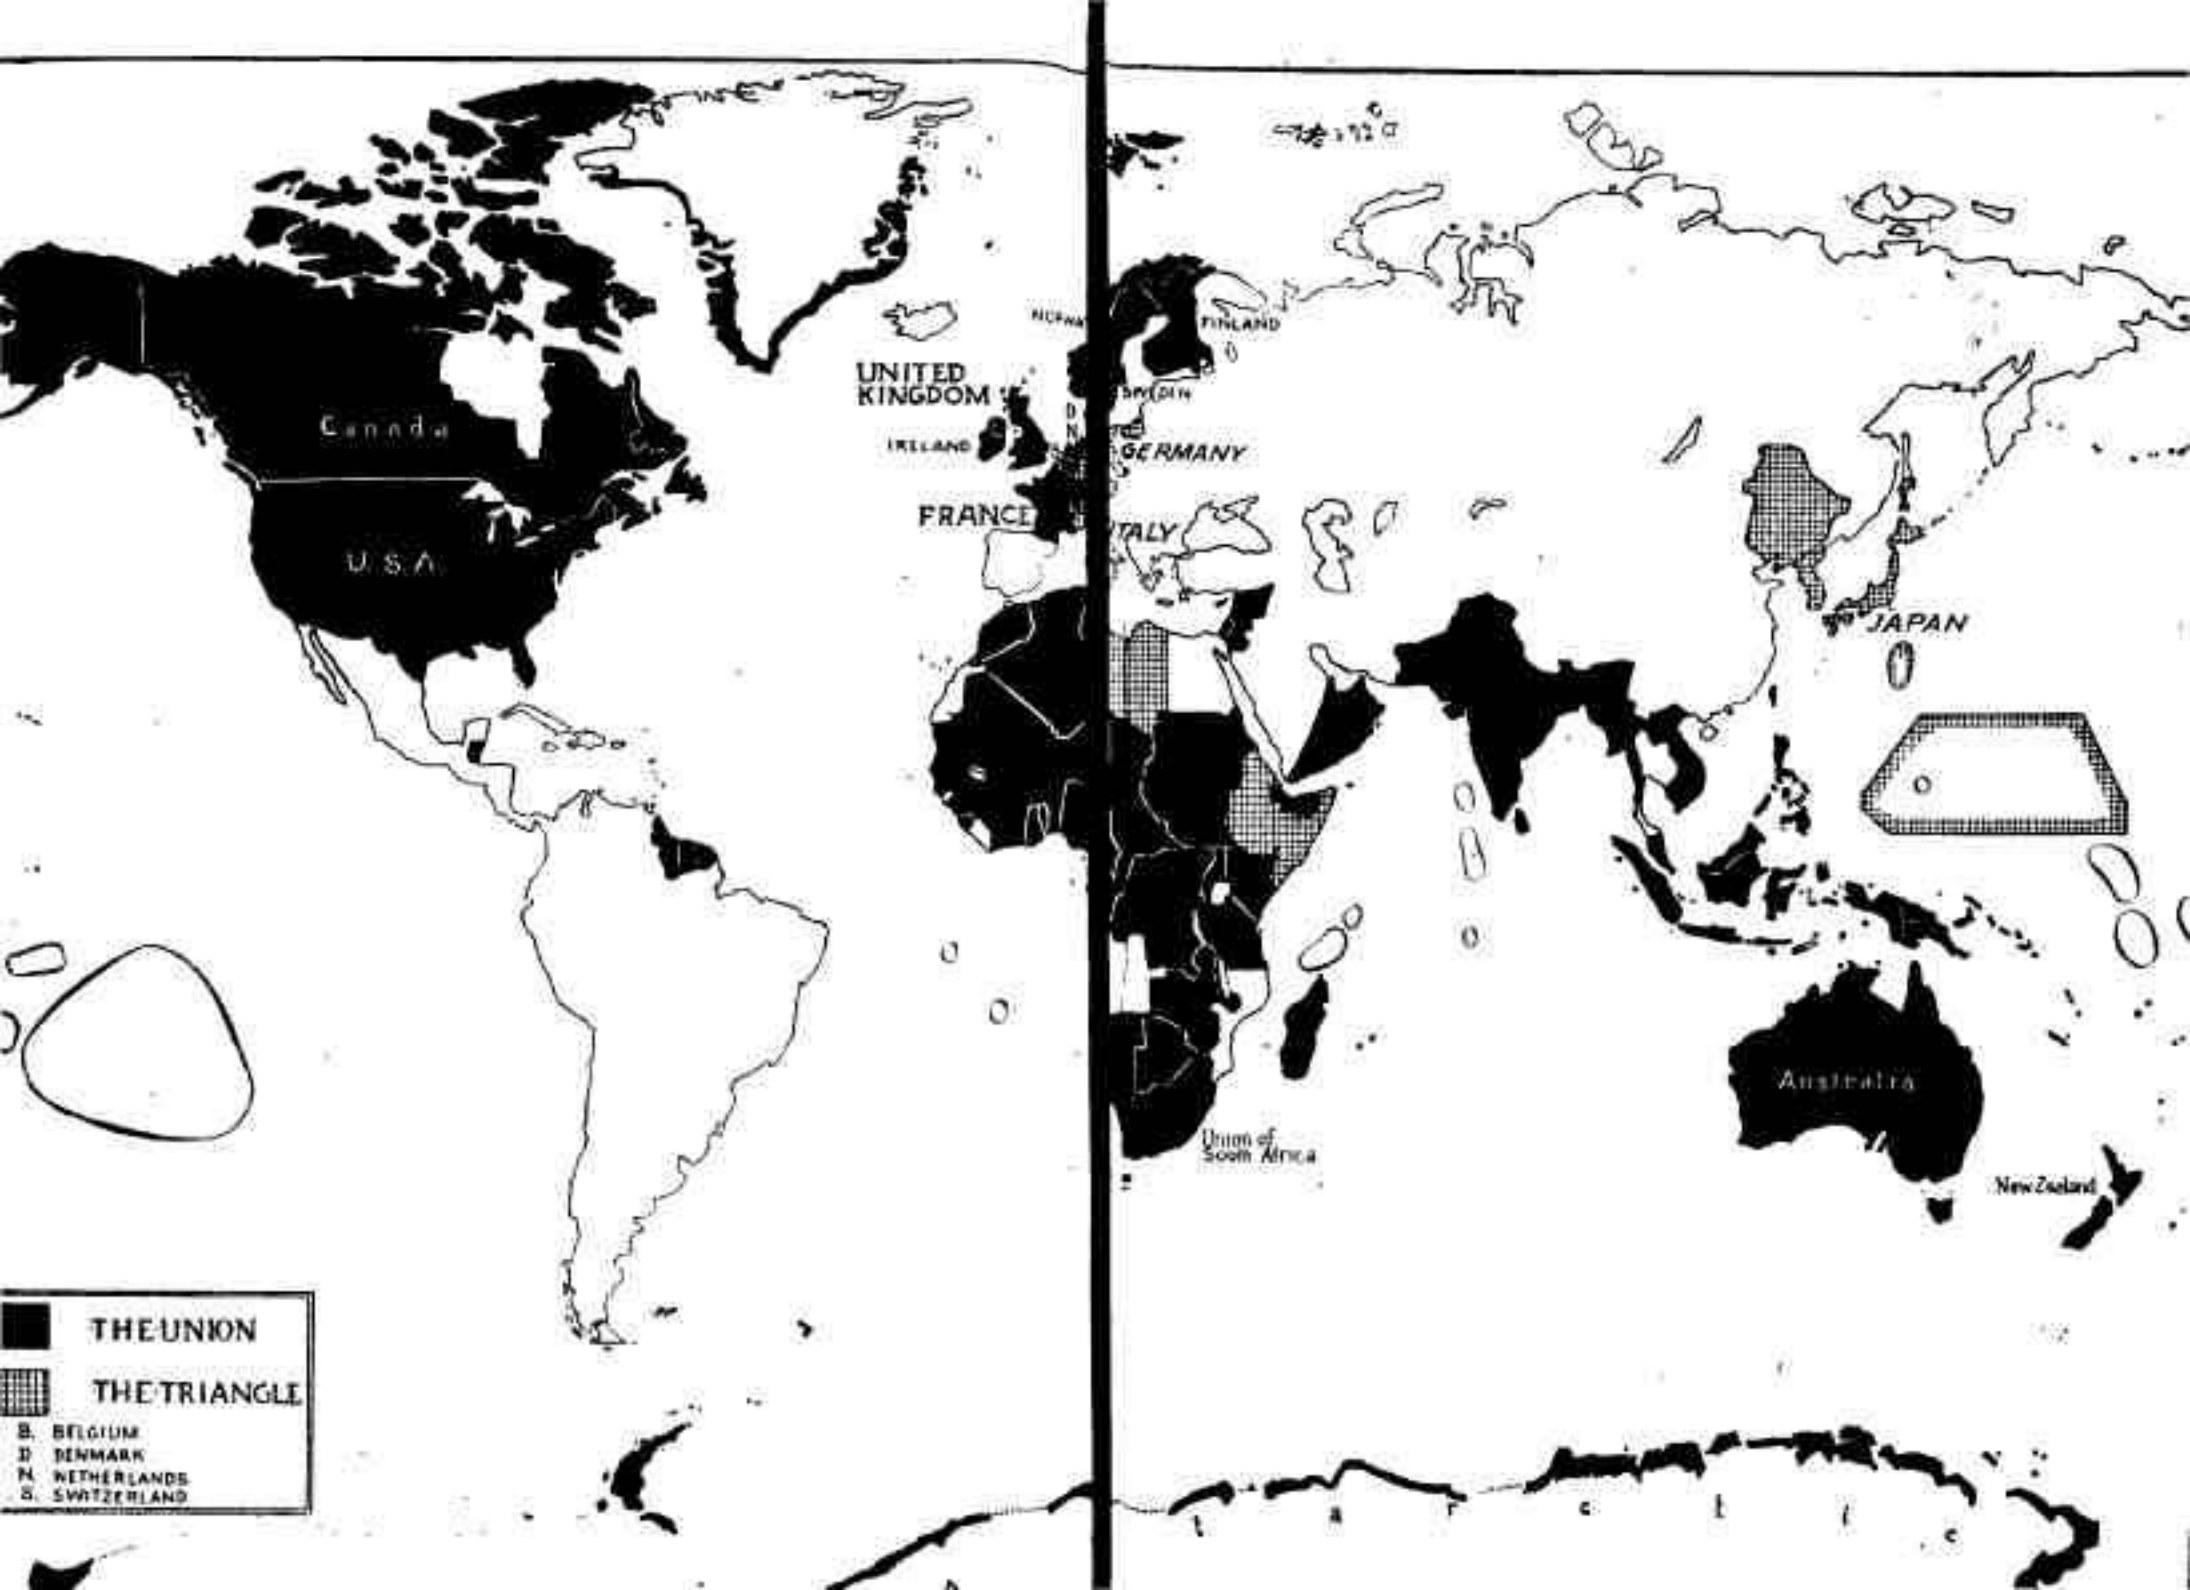 Canada
U.S.A.
NORWAY
FINLAND
UNITED
KINGDOM
SWEDEN
D
N
IRELAND
GERMANY
FRANCE
ITALY
JAPAN
Australia
Union of
South Africa
New Zealand
THE UNION
THE TRIANGLE
B. BELGIUM
D DENMARK
N. NETHERLANDS
S. SWITZERLAND
t a r c t i c